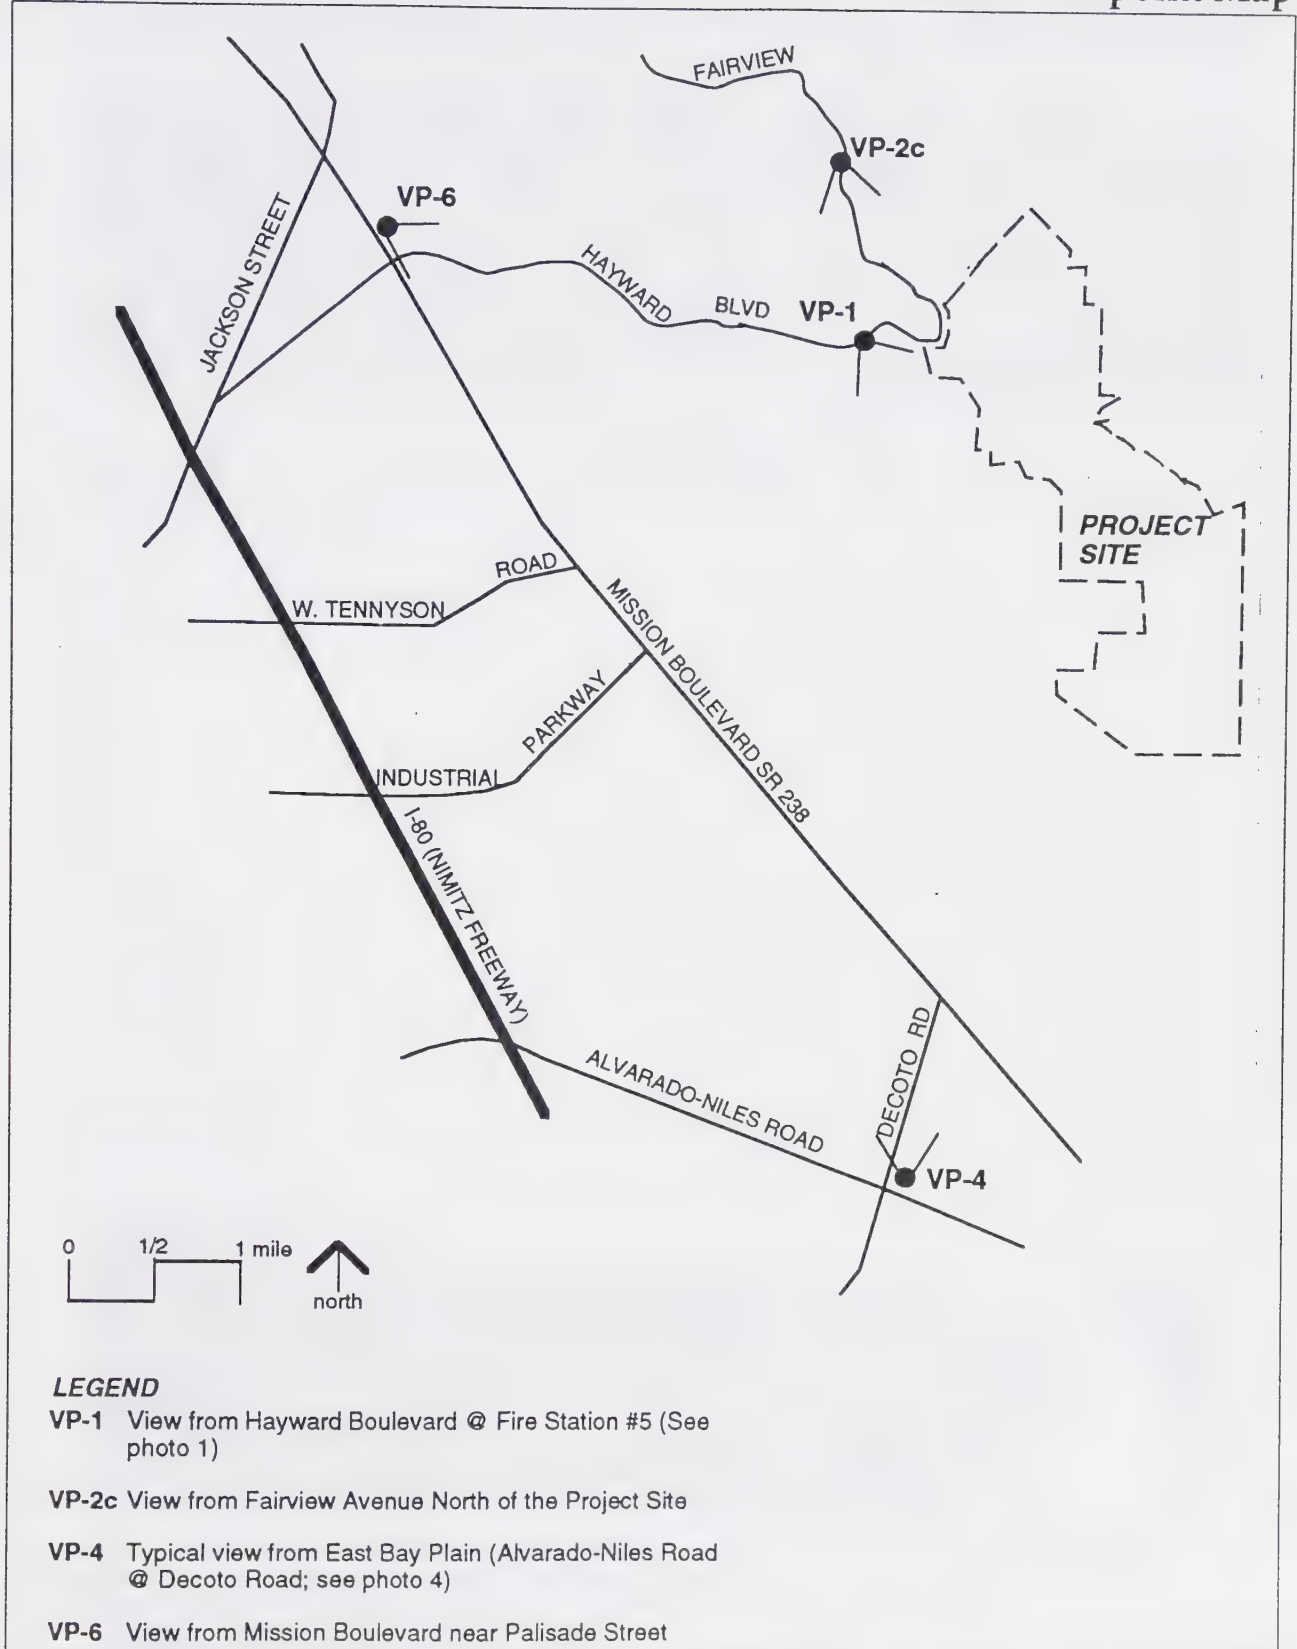 FAIRVIEW
VP-2c
VP-6
JACKSON STREET
HAYWARD
BLVD
VP-1
PROJECT
SITE
ROAD
W. TENNYSON
MISSION BOULEVARD SR 238
PARKWAY
INDUSTRIAL
I-80 (NIMITZ FREEWAY)
DECOTO RD
ALVARADO-NILES ROAD
VP-4
0 1/2 1 mile
north
LEGEND
VP-1 View from Hayward Boulevard @ Fire Station #5 (See
photo 1)
VP-2c View from Fairview Avenue North of the Project Site
VP-4 Typical view from East Bay Plain (Alvarado-Niles Road
@ Decoto Road; see photo 4)
VP-6 View from Mission Boulevard near Palisade Street